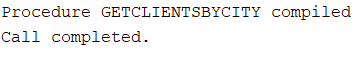 Procedure GETCLIENTSBYCITY compiled
Call completed.